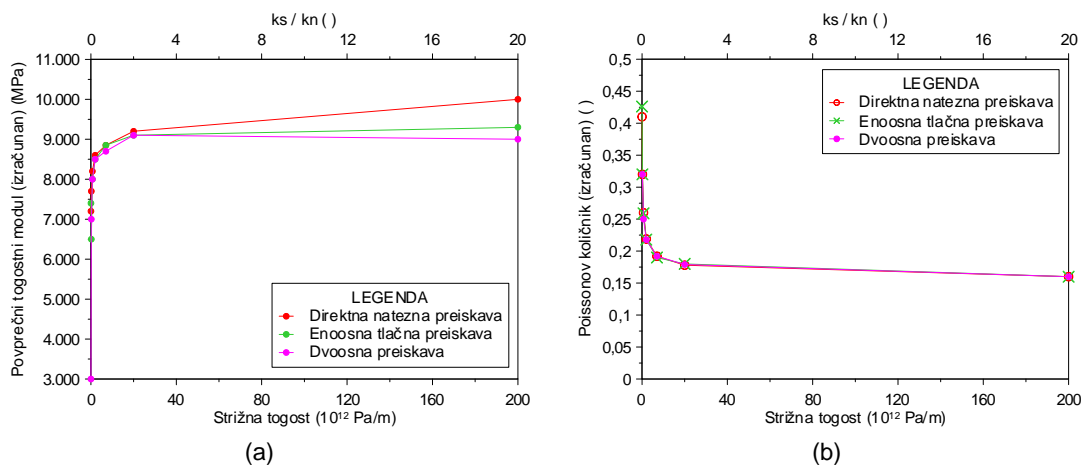 ks / kn ( )
0 4 8 12 16 20
11.000
10.000
9.000
8.000
7.000
6.000
5.000
4.000
3.000
Povprečni togostni modul (izračunan) (MPa)
LEGENDA
Direktna natezna preiskava
Enoosna tlačna preiskava
Dvoosna preiskava
0 40 80 120 160 200
Strižna togost (10¹² Pa/m)
(a)
ks / kn ( )
0 4 8 12 16 20
0,5
0,45
0,4
0,35
0,3
0,25
0,2
0,15
0,1
0,05
0
Poissonov količnik (izračunan) ( )
LEGENDA
Direktna natezna preiskava
Enoosna tlačna preiskava
Dvoosna preiskava
0 40 80 120 160 200
Strižna togost (10¹² Pa/m)
(b)